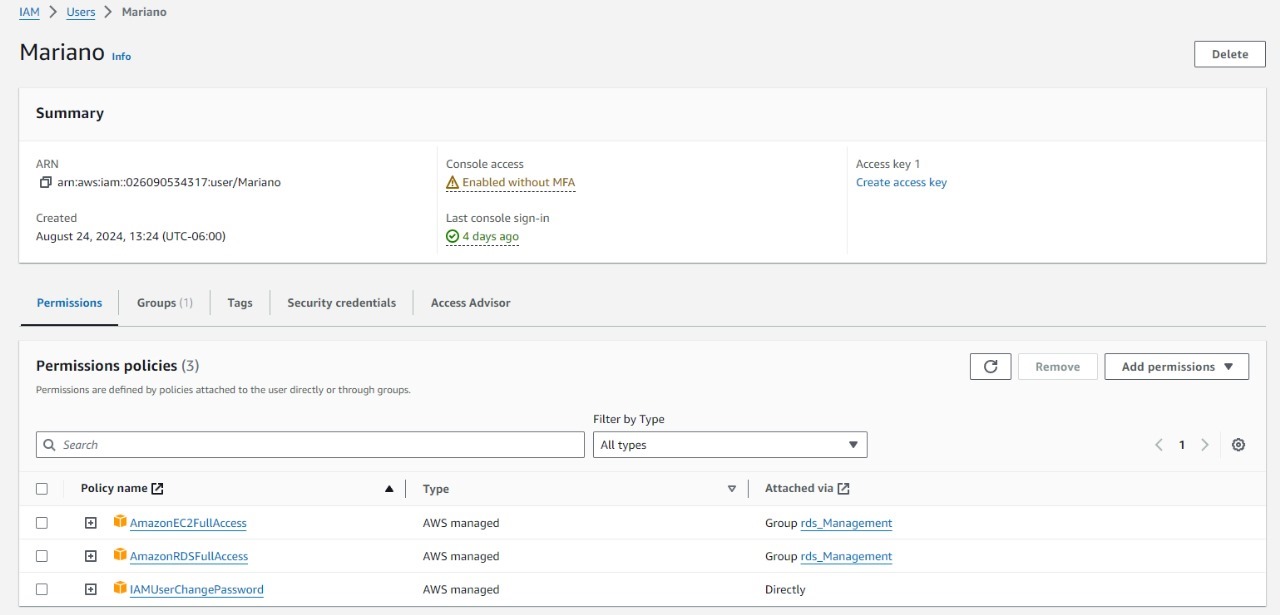 IAM > Users > Mariano
Mariano Info
Delete
Summary
ARN
arn:aws:iam::026090534317:user/Mariano
Created
August 24, 2024, 13:24 (UTC-06:00)
Console access
Enabled without MFA
Last console sign-in
4 days ago
Access key 1
Create access key
Permissions
Groups (1)
Tags
Security credentials
Access Advisor
Permissions policies (3)
Permissions are defined by policies attached to the user directly or through groups.
Remove
Add permissions
Filter by Type
Search
All types
1
Policy name
Type
Attached via
AmazonEC2FullAccess
AWS managed
Group rds_Management
AmazonRDSFullAccess
AWS managed
Group rds_Management
IAMUserChangePassword
AWS managed
Directly